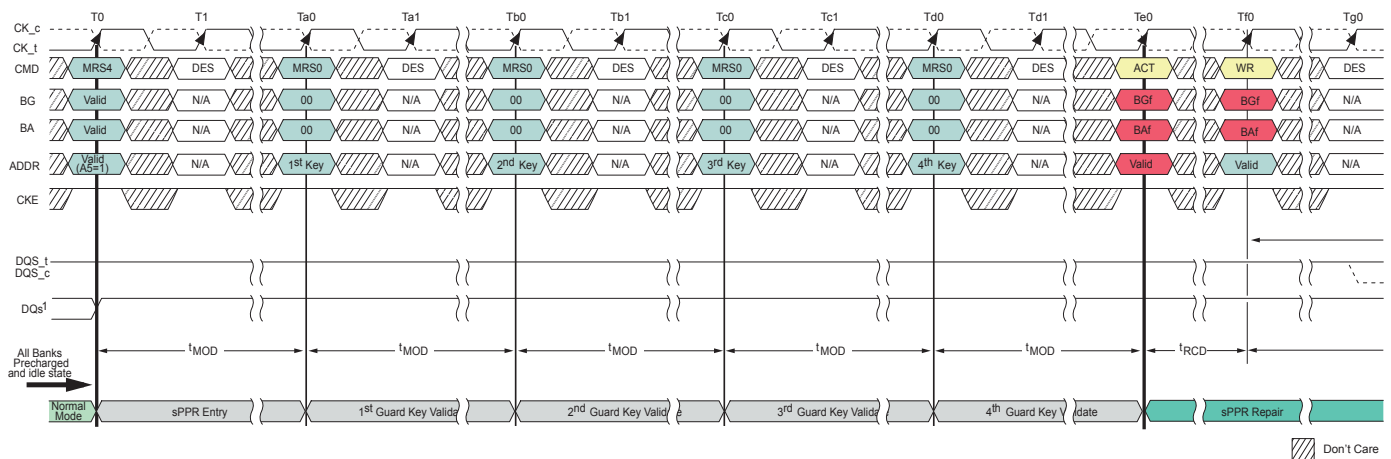 T0 T1 Ta0 Ta1 Tb0 Tb1 Tc0 Tc1 Td0 Td1 Te0 Tf0 Tg0
CK_c
CK_t
CMD MRS4 DES MRS0 DES MRS0 DES MRS0 DES MRS0 DES ACT WR DES
BG Valid N/A 00 N/A 00 N/A 00 N/A 00 N/A BGf BGf N/A
BA Valid N/A 00 N/A 00 N/A 00 N/A 00 N/A BAf BAf N/A
ADDR Valid (A5=1) N/A 1st Key N/A 2nd Key N/A 3rd Key N/A 4th Key N/A Valid Valid N/A
CKE
DQS_t
DQS_c
DQs1
tMOD tMOD tMOD tMOD tMOD tRCD
All Banks
Precharged
and idle state
Normal Mode sPPR Entry 1st Guard Key Valida 2nd Guard Key Valid e 3rd Guard Key Valida 4th Guard Key V idate sPPR Repair
Don't Care